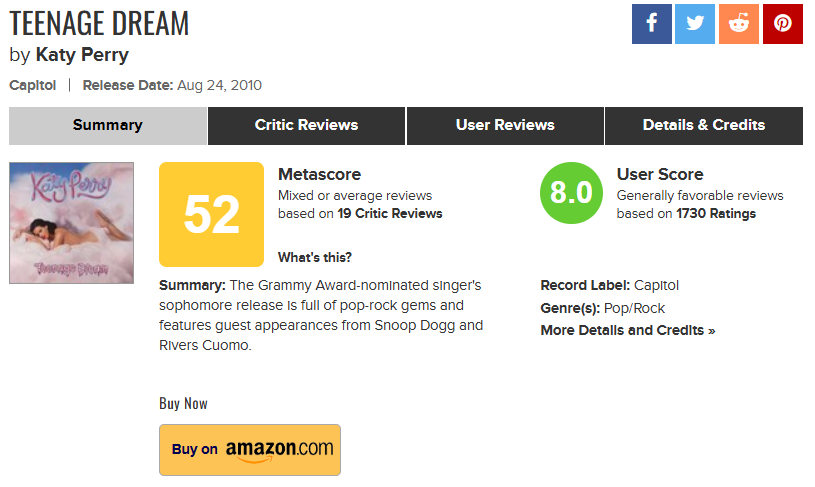 TEENAGE DREAM
by Katy Perry
Capitol | Release Date: Aug 24, 2010
Summary
Critic Reviews
User Reviews
Details & Credits
Katy Perry
Teenage Dream
52
Metascore
Mixed or average reviews
based on 19 Critic Reviews
What's this?
8.0
User Score
Generally favorable reviews
based on 1730 Ratings
Summary: The Grammy Award-nominated singer's
sophomore release is full of pop-rock gems and
features guest appearances from Snoop Dogg and
Rivers Cuomo.
Record Label: Capitol
Genre(s): Pop/Rock
More Details and Credits »
Buy Now
Buy on amazon.com